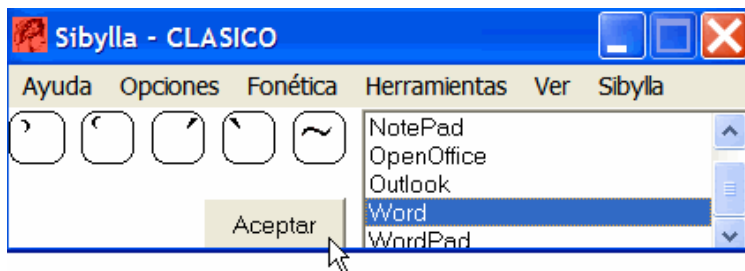 Sibylla - CLASICO
Ayuda Opciones Fonética Herramientas Ver Sibylla
NotePad
OpenOffice
Outlook
Word
WordPad
Aceptar